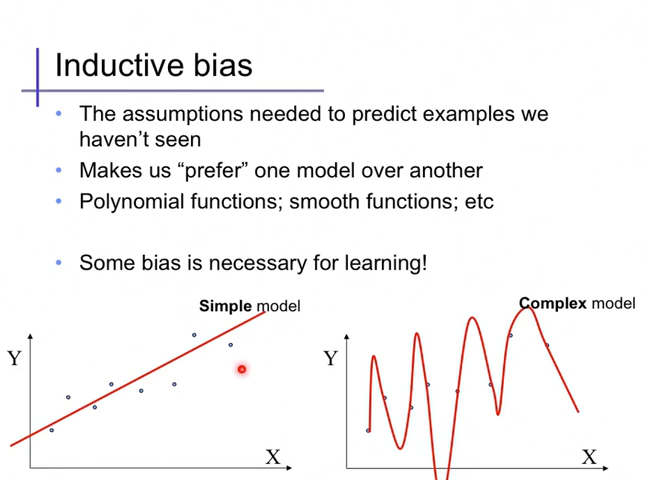 Inductive bias
• The assumptions needed to predict examples we
haven't seen
• Makes us “prefer” one model over another
• Polynomial functions; smooth functions; etc
• Some bias is necessary for learning!
Simple model
Y
X
Complex model
Y
X